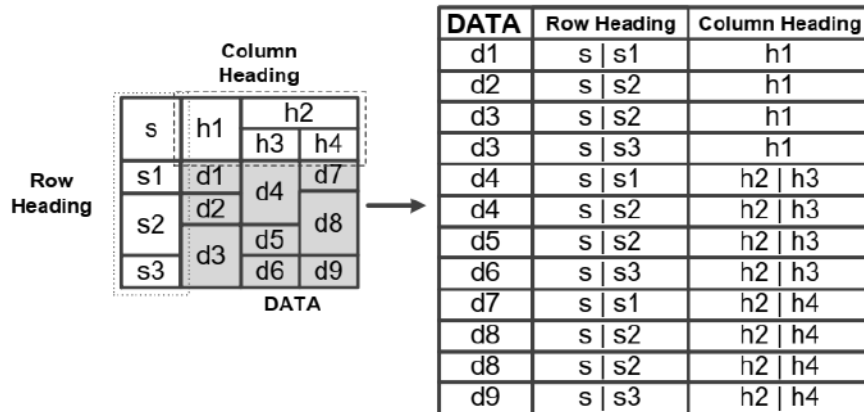 Column
Heading
s h1 h2
h3 h4
Row
Heading
s1 d1 d4 d7
s2 d2 d8
d3 d5
s3 d6 d9
DATA
DATA Row Heading Column Heading
d1 s | s1 h1
d2 s | s2 h1
d3 s | s2 h1
d3 s | s3 h1
d4 s | s1 h2 | h3
d4 s | s2 h2 | h3
d5 s | s2 h2 | h3
d6 s | s3 h2 | h3
d7 s | s1 h2 | h4
d8 s | s2 h2 | h4
d8 s | s2 h2 | h4
d9 s | s3 h2 | h4